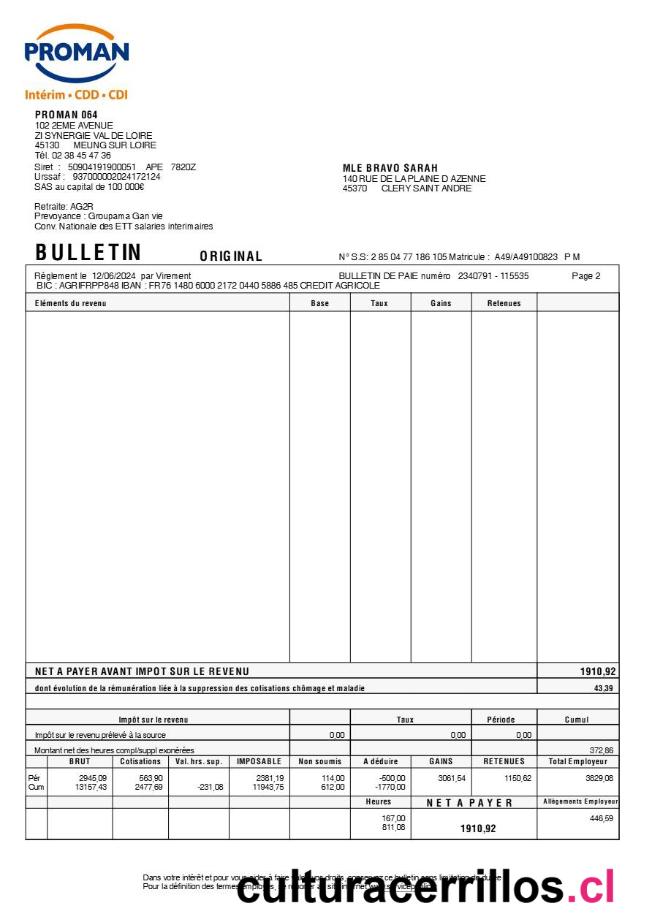 PROMAN
Intérim • CDD • CDI
PROMAN 064
102 2EME AVENUE
ZI SYNERGIE VAL DE LOIRE
45130 MEUNG SUR LOIRE
Tél. 02 38 45 47 36
Siret : 50904191900051 APE 7820Z
Urssaf : 937000002024172124
SAS au capital de 100 000€
MLE BRAVO SARAH
140 RUE DE LA PLAINE D AZENNE
45370 CLERY SAINT ANDRE
Retraite: AG2R
Prevoyance : Groupama Gan vie
Conv. Nationale des ETT salaries interimaires
BULLETIN ORIGINAL N° S.S: 2 85 04 77 186 105 Matricule : A49/A49100823 P M
Réglement le 12/06/2024 par Virement BULLETIN DE PAIE numéro 2340791 - 115535 Page 2
BIC : AGRIFRPP848 IBAN : FR76 1480 6000 2172 0440 5886 485 CREDIT AGRICOLE
Eléments du revenu Base Taux Gains Retenues
NET A PAYER AVANT IMPOT SUR LE REVENU 1910,92
dont évolution de la rémunération liée à la suppression des cotisations chômage et maladie 43,39
Impôt sur le revenu Taux Période Cumul
Impôt sur le revenu prélevé à la source 0,00 0,00 0,00
Montant net des heures compl/suppl exonérées 372,86
BRUT Cotisations Val. hrs. sup. IMPOSABLE Non soumis A déduire GAINS RETENUES Total Employeur
Pér 2945,09 563,90 2381,19 114,00 -500,00 3061,54 1150,62 3829,08
Cum 13157,43 2477,69 -231,08 11943,75 612,00 -1770,00
Heures NET A PAYER Allégements Employeur
167,00 446,59
811,08 1910,92
Dans votre intérêt et pour vous aider à faire valoir vos droits, conservez ce bulletin sans limitation de durée
Pour la définition des termes employés, se reporter au site internet www.servicepublic
culturacerrillos.cl